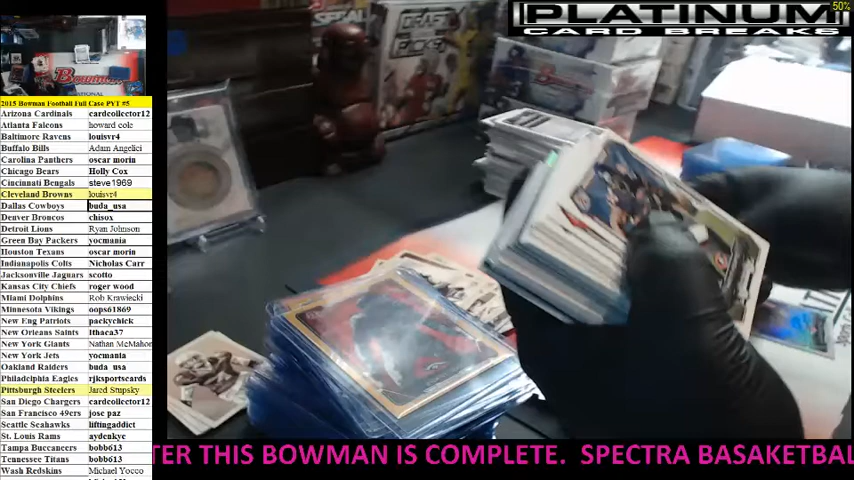 50%
PLATINUM
CARD BREAKS
DRAFT
PACKS
Bowman
2015 Bowman Football Full Case PYT #5
Arizona Cardinals cardcollector12
Atlanta Falcons howard cole
Baltimore Ravens louisvr4
Buffalo Bills Adam Angelici
Carolina Panthers oscar morin
Chicago Bears Holly Cox
Cincinnati Bengals steve1969
Cleveland Browns louisvr4
Dallas Cowboys buda_usa
Denver Broncos chisox
Detroit Lions Ryan Johnson
Green Bay Packers yocmania
Houston Texans oscar morin
Indianapolis Colts Nicholas Carr
Jacksonville Jaguars scotto
Kansas City Chiefs roger wood
Miami Dolphins Rob Krawiecki
Minnesota Vikings oops61869
New Eng Patriots packychick
New Orleans Saints Ithaca37
New York Giants Nathan McMahon
New York Jets yocmania
Oakland Raiders buda_usa
Philadelphia Eagles rjksportscards
Pittsburgh Steelers Jared Stupsky
San Diego Chargers cardcollector12
San Francisco 49ers jose paz
Seattle Seahawks liftingaddict
St. Louis Rams aydenkyc
Tampa Buccaneers bobb613
Tennessee Titans bobb613
Wash Redskins Michael Yocco
TER THIS BOWMAN IS COMPLETE. SPECTRA BASAKETBAL